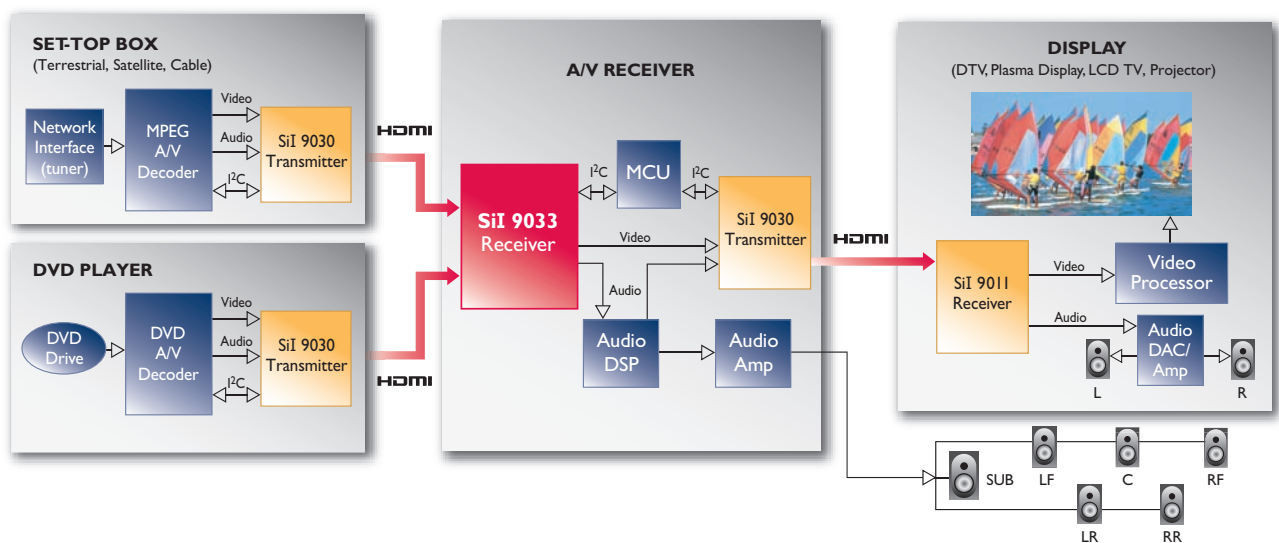 SET-TOP BOX
(Terrestrial, Satellite, Cable)
Network
Interface
(tuner)
MPEG
A/V
Decoder
Video
Audio
I²C
SiI 9030
Transmitter
HDMI
DVD PLAYER
DVD
Drive
DVD
A/V
Decoder
Video
Audio
I²C
SiI 9030
Transmitter
HDMI
A/V RECEIVER
SiI 9033
Receiver
I²C
MCU
I²C
Video
Audio
SiI 9030
Transmitter
Audio
DSP
Audio
Amp
HDMI
DISPLAY
(DTV, Plasma Display, LCD TV, Projector)
SiI 9011
Receiver
Video
Video
Processor
Audio
Audio
DAC/
Amp
L
R
SUB
LF
C
RF
LR
RR